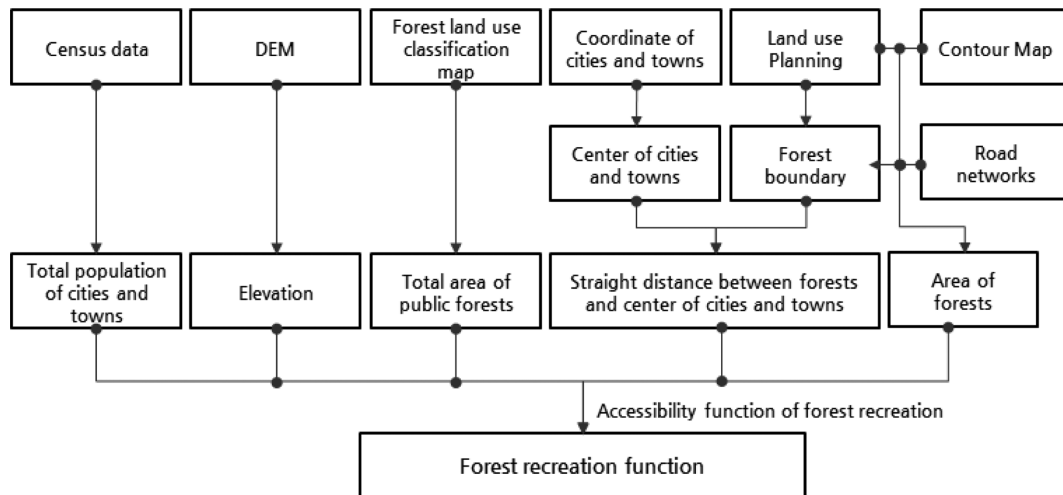 Census data
DEM
Forest land use
classification
map
Coordinate of
cities and towns
Land use
Planning
Contour Map
Center of cities
and towns
Forest
boundary
Road
networks
Total population
of cities and
towns
Elevation
Total area of
public forests
Straight distance between forests
and center of cities and towns
Area of
forests
Accessibility function of forest recreation
Forest recreation function